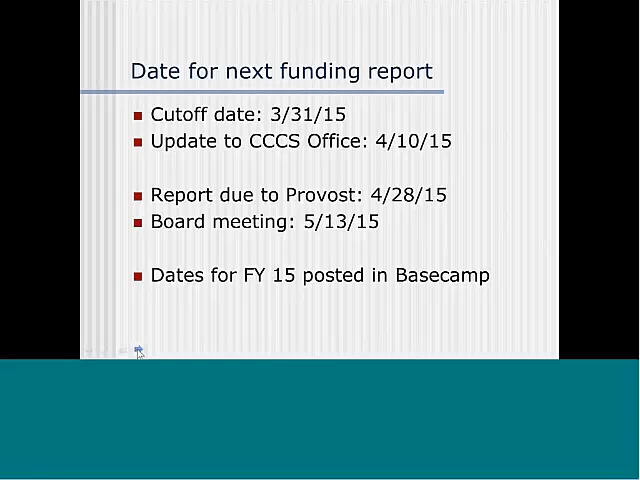 Date for next funding report
Cutoff date: 3/31/15
Update to CCCS Office: 4/10/15
Report due to Provost: 4/28/15
Board meeting: 5/13/15
Dates for FY 15 posted in Basecamp